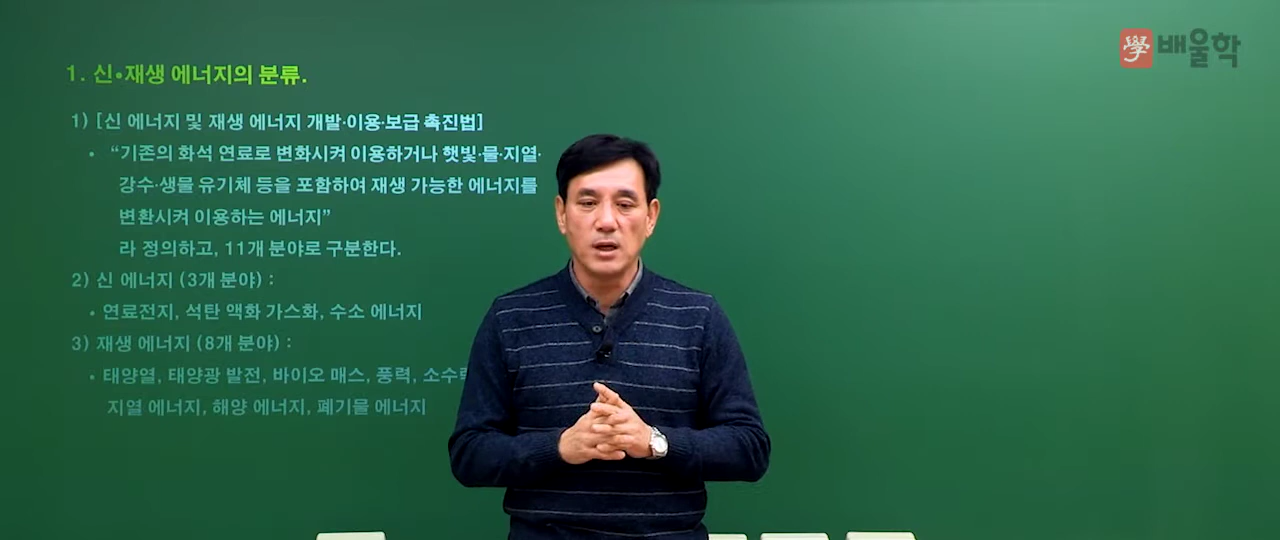 學 배울학
1. 신•재생 에너지의 분류.
1) [신 에너지 및 재생 에너지 개발·이용·보급 촉진법]
• “기존의 화석 연료로 변화시켜 이용하거나 햇빛·물·지열·
강수·생물 유기체 등을 포함하여 재생 가능한 에너지를
변환시켜 이용하는 에너지”
라 정의하고, 11개 분야로 구분한다.
2) 신 에너지 (3개 분야) :
• 연료전지, 석탄 액화 가스화, 수소 에너지
3) 재생 에너지 (8개 분야) :
• 태양열, 태양광 발전, 바이오 매스, 풍력,
지열 에너지, 해양 에너지, 폐기물 에너지